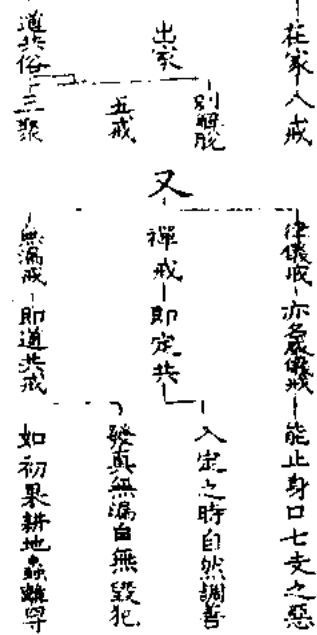 在家八戒
出家
別解脫
五戒
道共俗
三聚
又
律儀戒亦名威儀戒能止身口七支之惡
禪戒即定共
入定之時自然調善
發真無漏自無毀犯
無漏戒即道共戒如初果耕地蟲離四寸